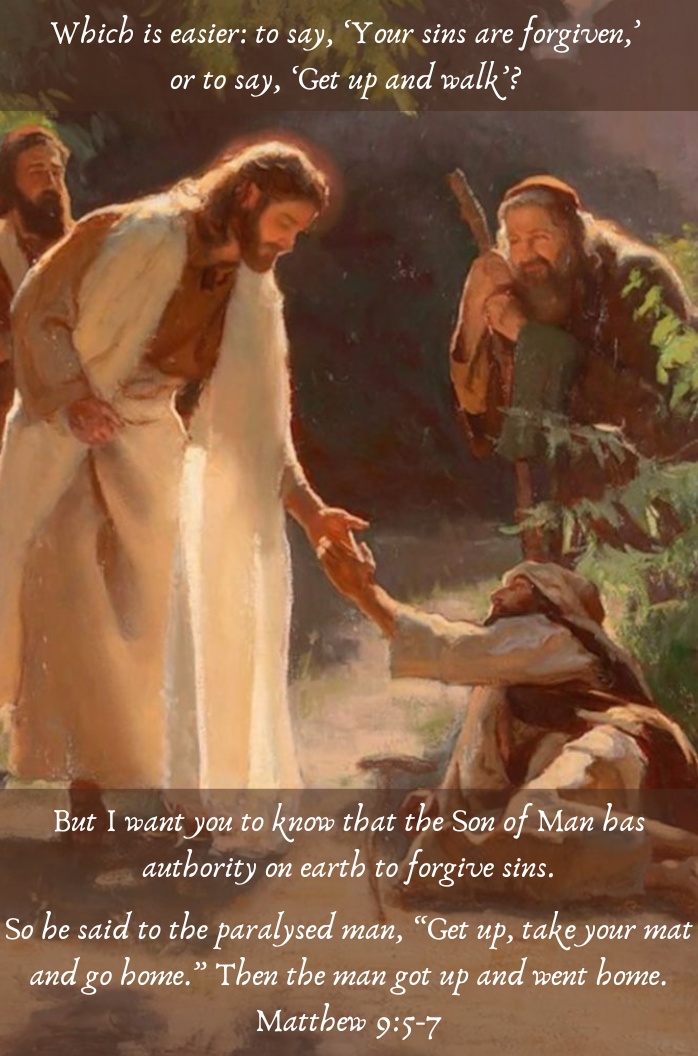 Which is easier: to say, ‘Your sins are forgiven,’
or to say, ‘Get up and walk’?
But I want you to know that the Son of Man has
authority on earth to forgive sins.
So he said to the paralysed man, “Get up, take your mat
and go home.” Then the man got up and went home.
Matthew 9:5-7